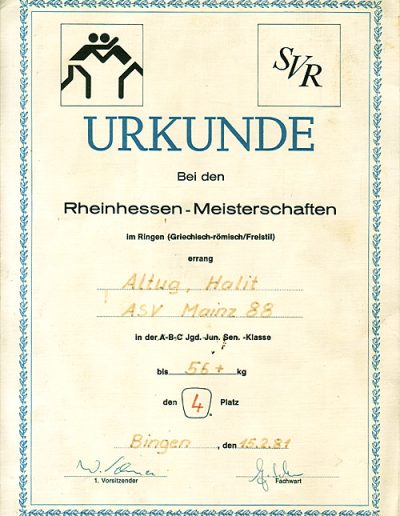 SVR
URKUNDE
Bei den
Rheinhessen-Meisterschaften
im Ringen (Griechisch-römisch/Freistil)
errang
Altug, Halit
ASV Mainz 88
in der A-B-C Jgd. Jun. Sen. -Klasse
bis 56+ kg
den 4. Platz
Bingen, den 15.2.81
1. Vorsitzender Fachwart